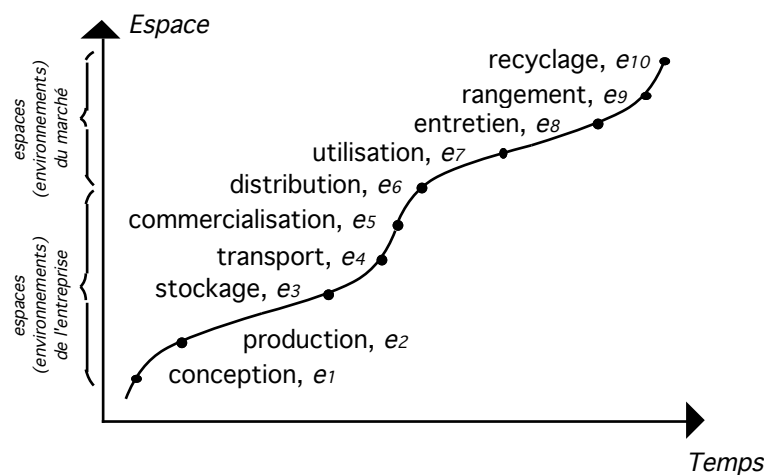 Espace
recyclage, e10
rangement, e9
entretien, e8
utilisation, e7
distribution, e6
commercialisation, e5
transport, e4
stockage, e3
production, e2
conception, e1
espaces
(environnements)
du marché
espaces
(environnements)
de l'entreprise
Temps